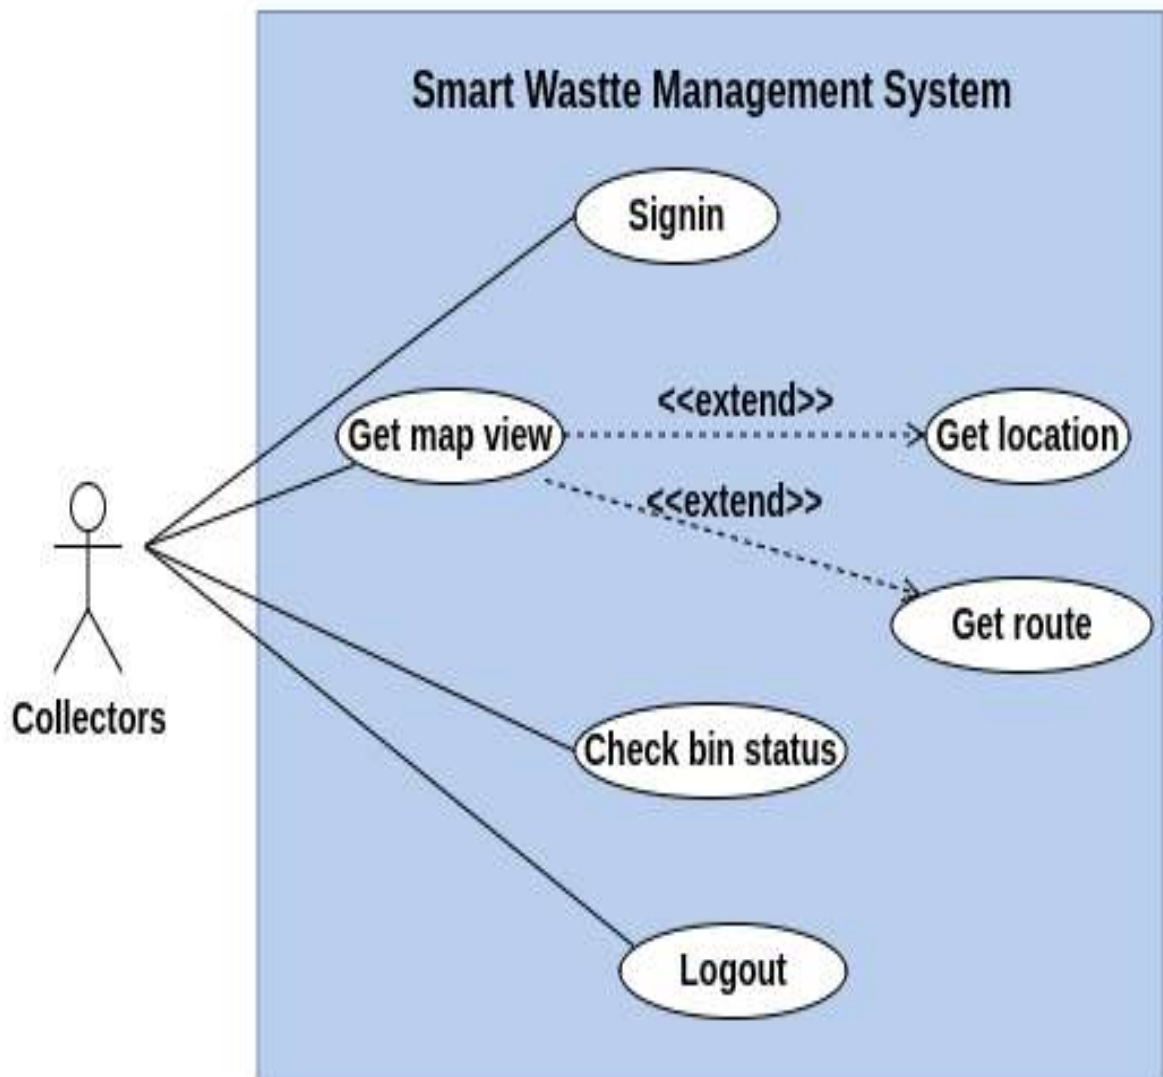 Smart Wastte Management System
Signin
<<extend>>
Get map view
Get location
<<extend>>
Get route
Collectors
Check bin status
Logout